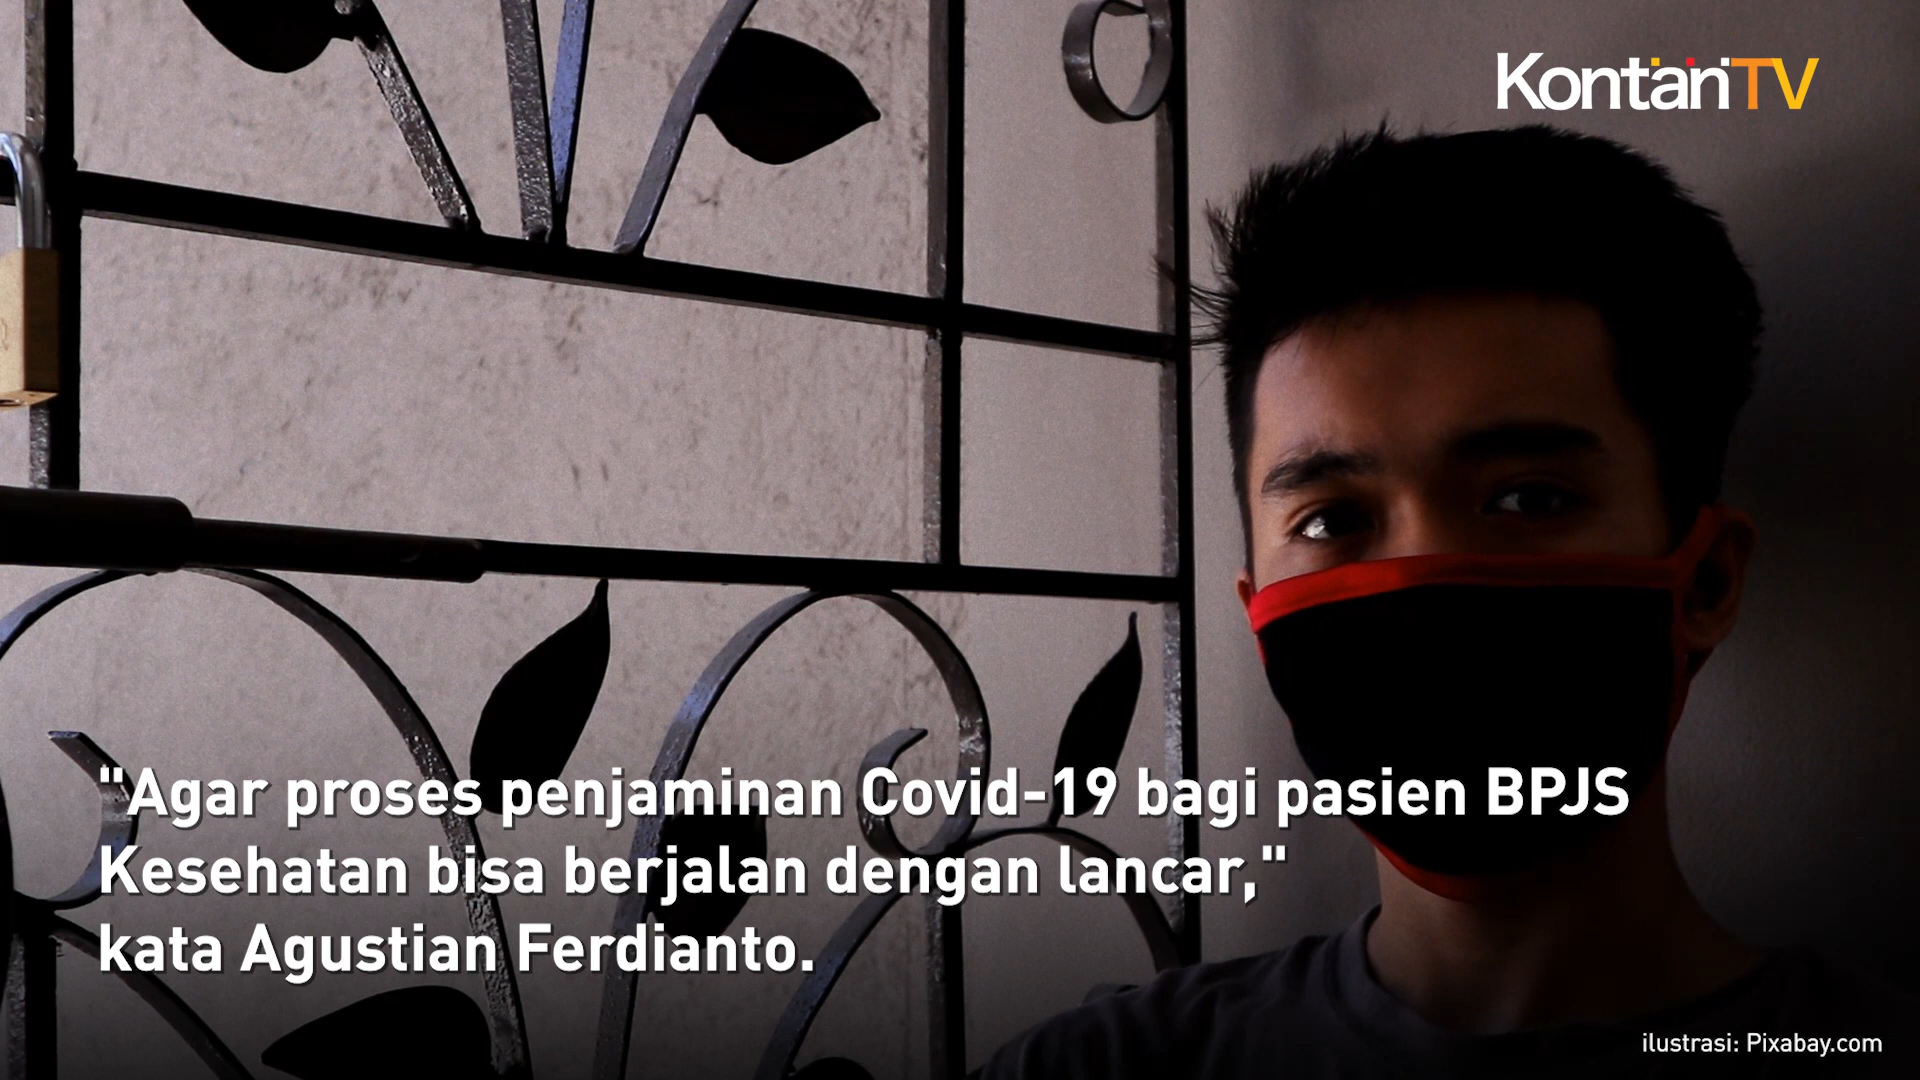 KontanTV
"Agar proses penjaminan Covid-19 bagi pasien BPJS
Kesehatan bisa berjalan dengan lancar,"
kata Agustian Ferdianto.
ilustrasi: Pixabay.com